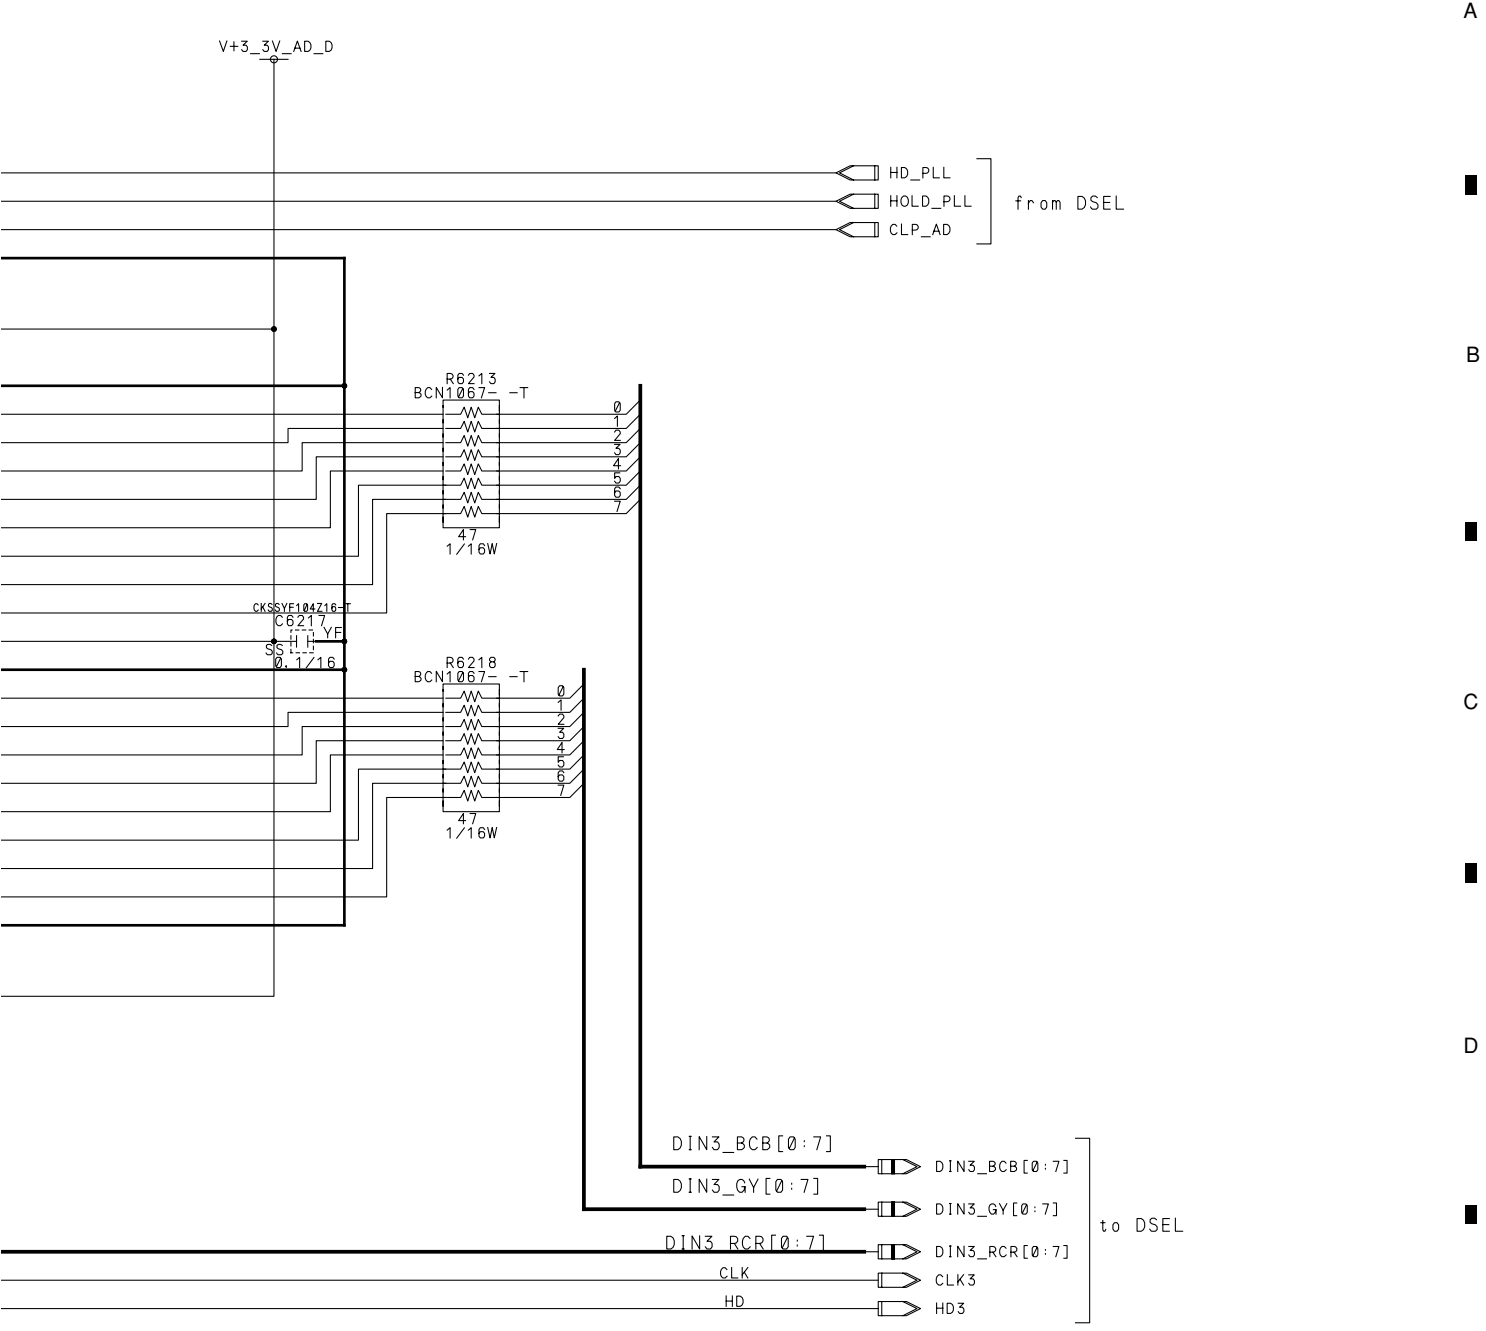 A
V+3_3V_AD_D
HD_PLL
HOLD_PLL
CLP_AD
from DSEL
B
R6213
BCN1067- -T
0
1
2
3
4
5
6
7
47
1/16W
CKSSYF104Z16-T
C6217
YF
SS
0.1/16
R6218
BCN1067- -T
0
1
2
3
4
5
6
7
47
1/16W
C
D
DIN3_BCB[0:7]
DIN3_BCB[0:7]
DIN3_GY[0:7]
DIN3_GY[0:7]
to DSEL
DIN3_RCR[0:7]
DIN3_RCR[0:7]
CLK
CLK3
HD
HD3